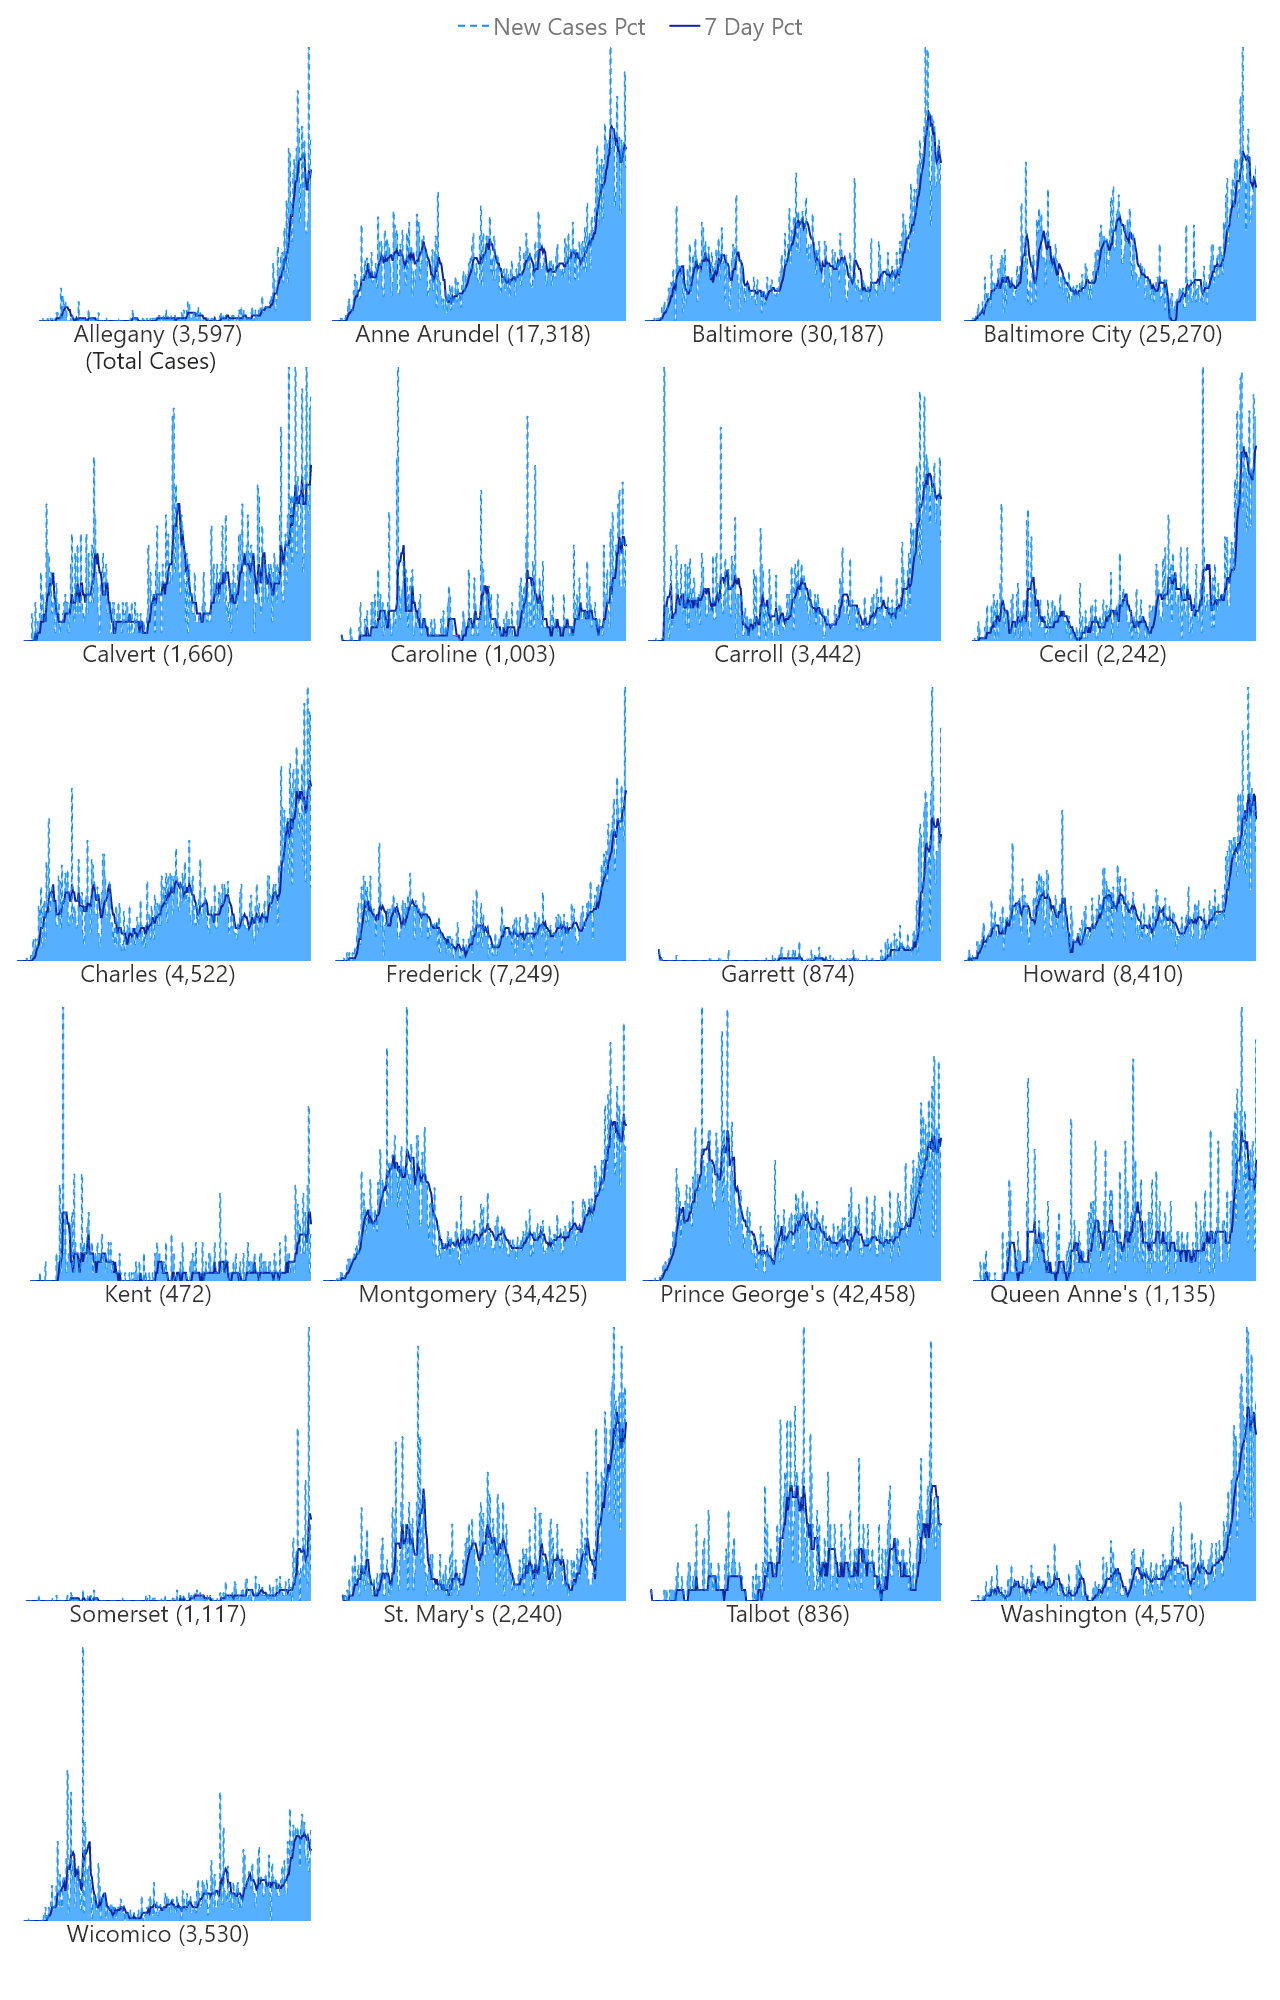 New Cases Pct 7 Day Pct
Allegany (3,597) Anne Arundel (17,318) Baltimore (30,187) Baltimore City (25,270)
(Total Cases)
Calvert (1,660) Caroline (1,003) Carroll (3,442) Cecil (2,242)
Charles (4,522) Frederick (7,249) Garrett (874) Howard (8,410)
Kent (472) Montgomery (34,425) Prince George's (42,458) Queen Anne's (1,135)
Somerset (1,117) St. Mary's (2,240) Talbot (836) Washington (4,570)
Wicomico (3,530)